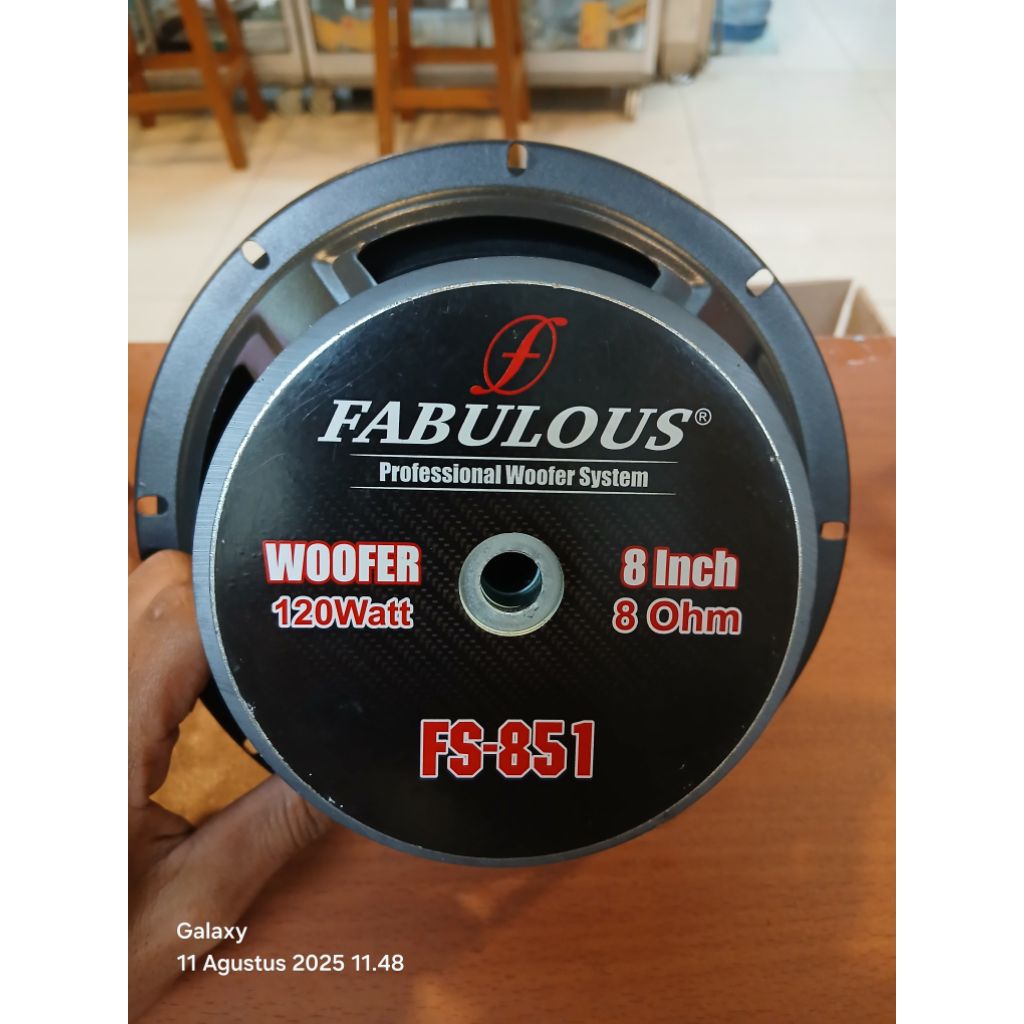 f
FABULOUS®
Professional Woofer System
WOOFER
120Watt
8 Inch
8 Ohm
FS-851
Galaxy
11 Agustus 2025 11.48